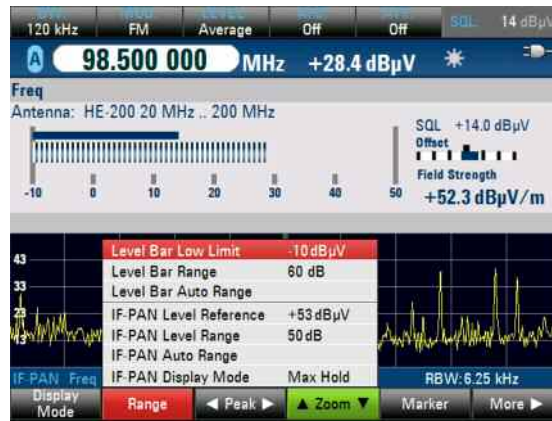 120 kHz FM Average Off Off SQL 14 dBµV
A 98.500 000 MHz +28.4 dBµV
Freq
Antenna: HE-200 20 MHz .. 200 MHz
SQL +14.0 dBµV
Offset
Field Strength
-10 0 10 20 30 40 50 +52.3 dBµV/m
Level Bar Low Limit -10 dBµV
43
Level Bar Range 60 dB
33
Level Bar Auto Range
23
IF-PAN Level Reference +53 dBµV
13
IF-PAN Level Range 50 dB
IF-PAN Auto Range
IF-PAN Freq IF-PAN Display Mode Max Hold RBW: 6.25 kHz
Display Mode Range ◄ Peak ► ▲ Zoom ▼ Marker More ►